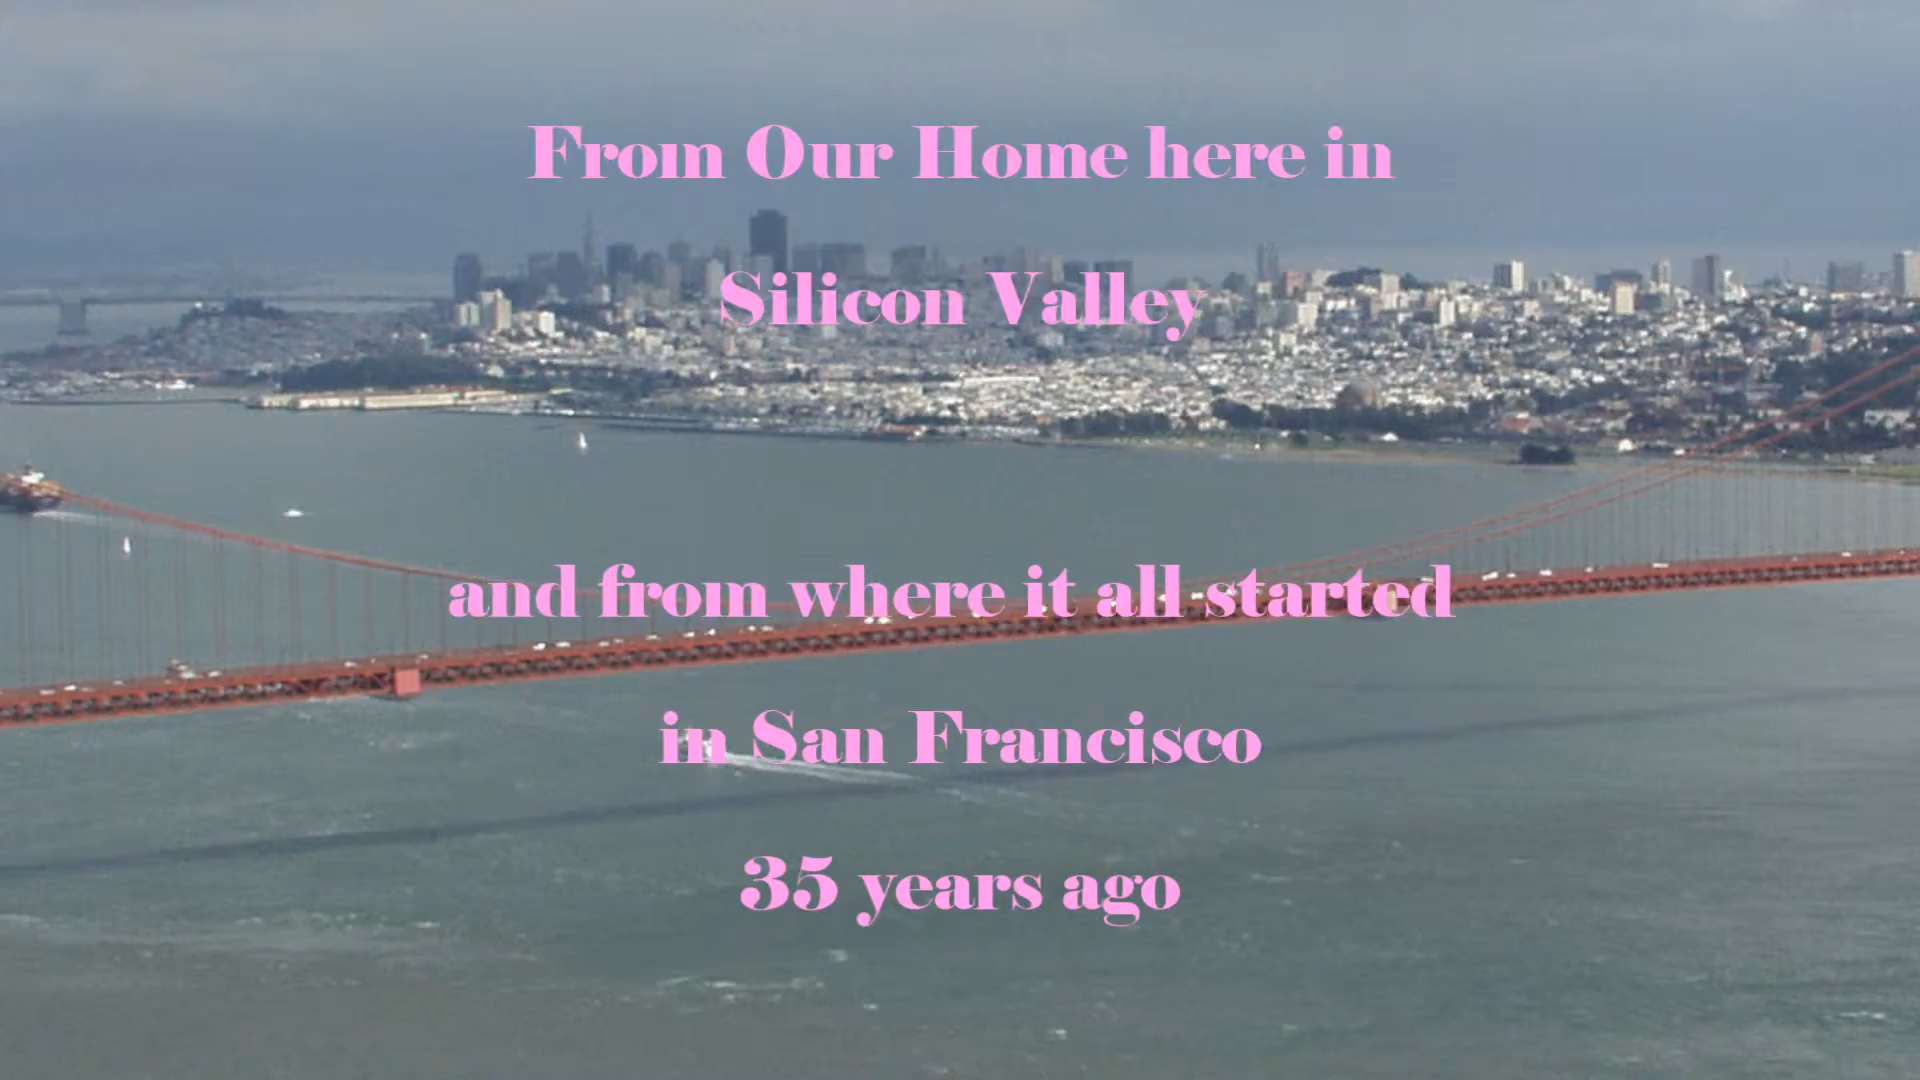 From Our Home here in
Silicon Valley
and from where it all started
in San Francisco
35 years ago